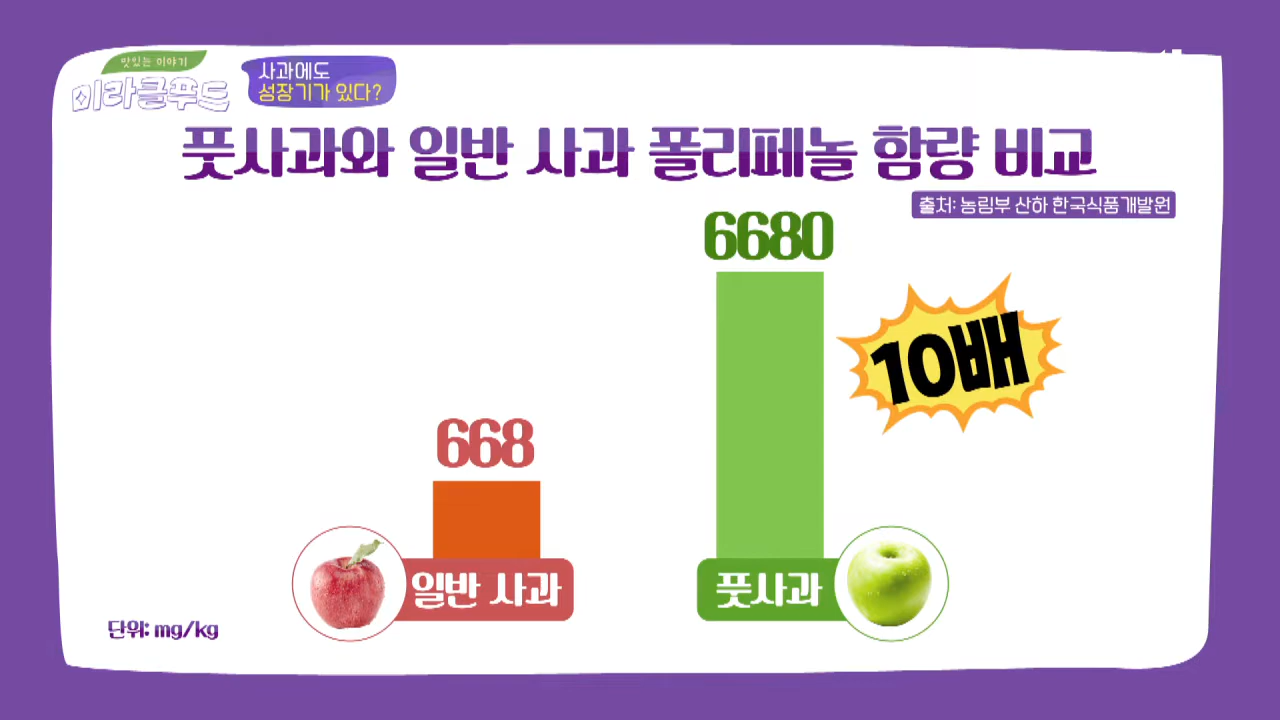 맛있는 이야기
미라클푸드
사과에도
성장기가 있다?
풋사과와 일반 사과 폴리페놀 함량 비교
출처: 농림부 산하 한국식품개발원
6680
10배
668
일반 사과
풋사과
단위: mg/kg